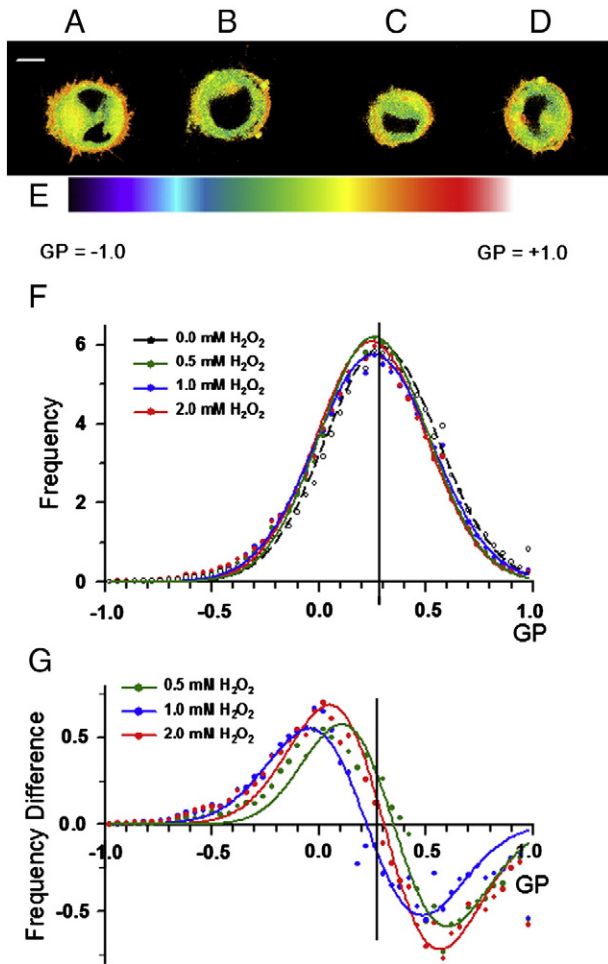 A B C D
E
GP = -1.0 GP = +1.0
F
0.0 mM H₂O₂
0.5 mM H₂O₂
1.0 mM H₂O₂
2.0 mM H₂O₂
Frequency
6
4
2
0
-1.0 -0.5 0.0 0.5 1.0
GP
G
0.5 mM H₂O₂
1.0 mM H₂O₂
2.0 mM H₂O₂
Frequency Difference
0.5
0.0
-0.5
-1.0 -0.5 0.0 0.5 1.0
GP